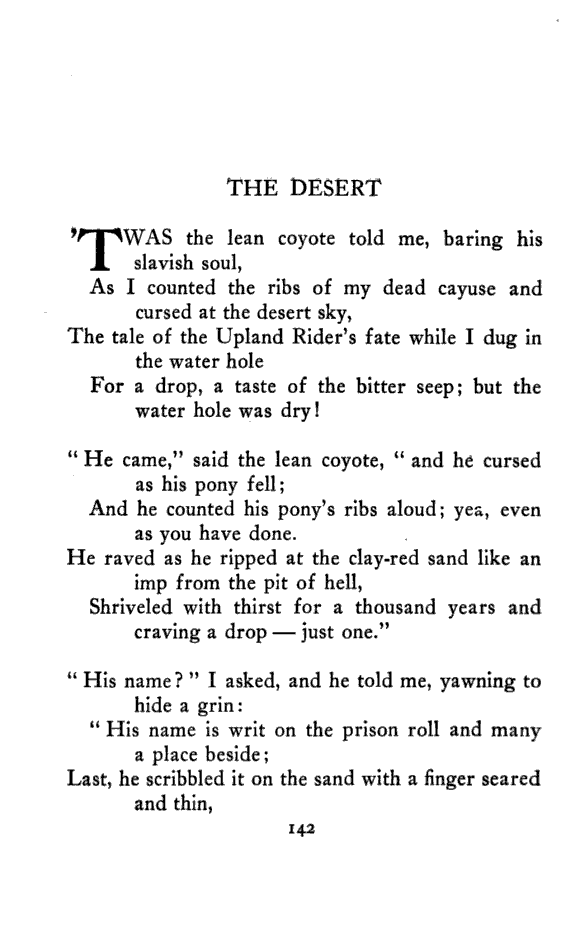 THE DESERT
'TWAS the lean coyote told me, baring his
slavish soul,
As I counted the ribs of my dead cayuse and
cursed at the desert sky,
The tale of the Upland Rider's fate while I dug in
the water hole
For a drop, a taste of the bitter seep; but the
water hole was dry!
" He came," said the lean coyote, " and he cursed
as his pony fell;
And he counted his pony's ribs aloud; yea, even
as you have done.
He raved as he ripped at the clay-red sand like an
imp from the pit of hell,
Shriveled with thirst for a thousand years and
craving a drop — just one."
" His name? " I asked, and he told me, yawning to
hide a grin:
" His name is writ on the prison roll and many
a place beside;
Last, he scribbled it on the sand with a finger seared
and thin,
142